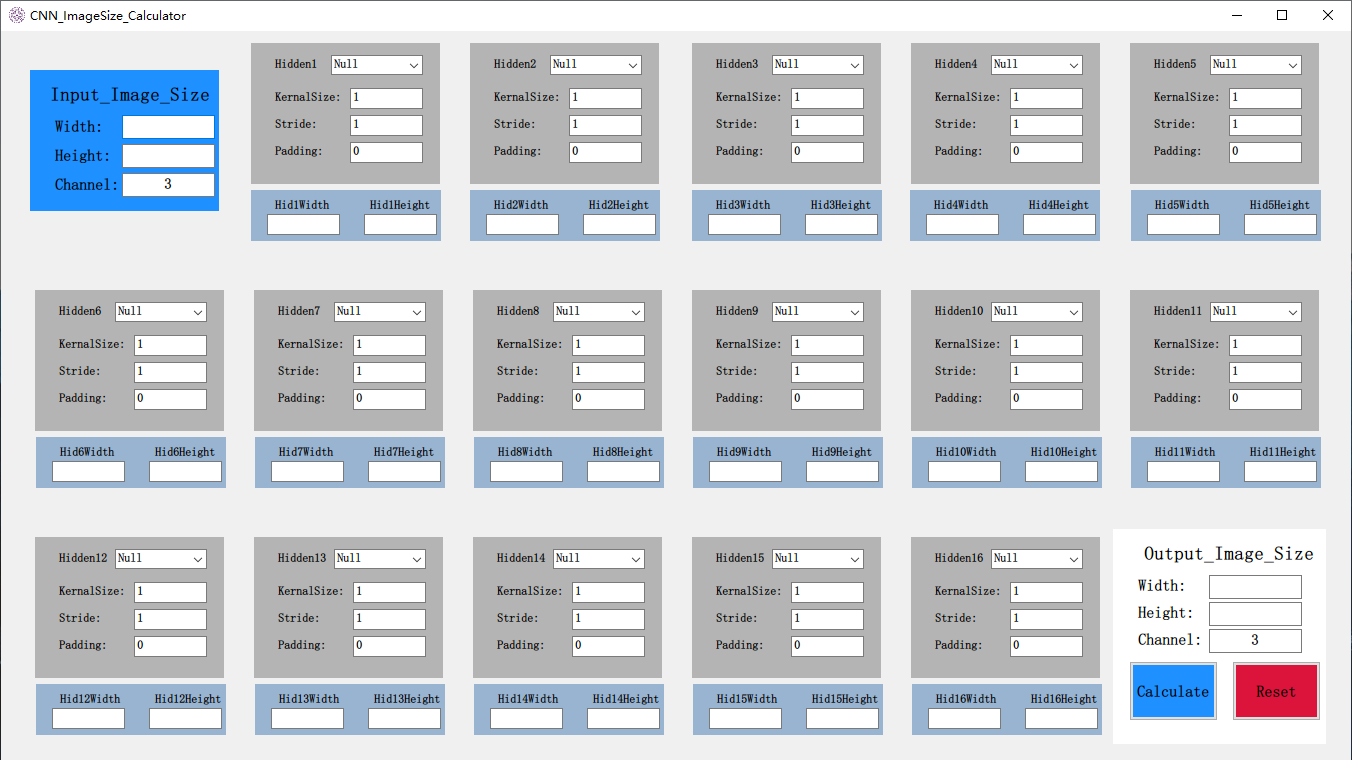 CNN_ImageSize_Calculator
Input_Image_Size
Width:
Height:
Channel: 3
Hidden1 Null
KernalSize: 1
Stride: 1
Padding: 0
Hid1Width Hid1Height
Hidden2 Null
KernalSize: 1
Stride: 1
Padding: 0
Hid2Width Hid2Height
Hidden3 Null
KernalSize: 1
Stride: 1
Padding: 0
Hid3Width Hid3Height
Hidden4 Null
KernalSize: 1
Stride: 1
Padding: 0
Hid4Width Hid4Height
Hidden5 Null
KernalSize: 1
Stride: 1
Padding: 0
Hid5Width Hid5Height
Hidden6 Null
KernalSize: 1
Stride: 1
Padding: 0
Hid6Width Hid6Height
Hidden7 Null
KernalSize: 1
Stride: 1
Padding: 0
Hid7Width Hid7Height
Hidden8 Null
KernalSize: 1
Stride: 1
Padding: 0
Hid8Width Hid8Height
Hidden9 Null
KernalSize: 1
Stride: 1
Padding: 0
Hid9Width Hid9Height
Hidden10 Null
KernalSize: 1
Stride: 1
Padding: 0
Hid10Width Hid10Height
Hidden11 Null
KernalSize: 1
Stride: 1
Padding: 0
Hid11Width Hid11Height
Hidden12 Null
KernalSize: 1
Stride: 1
Padding: 0
Hid12Width Hid12Height
Hidden13 Null
KernalSize: 1
Stride: 1
Padding: 0
Hid13Width Hid13Height
Hidden14 Null
KernalSize: 1
Stride: 1
Padding: 0
Hid14Width Hid14Height
Hidden15 Null
KernalSize: 1
Stride: 1
Padding: 0
Hid15Width Hid15Height
Hidden16 Null
KernalSize: 1
Stride: 1
Padding: 0
Hid16Width Hid16Height
Output_Image_Size
Width:
Height:
Channel: 3
Calculate Reset